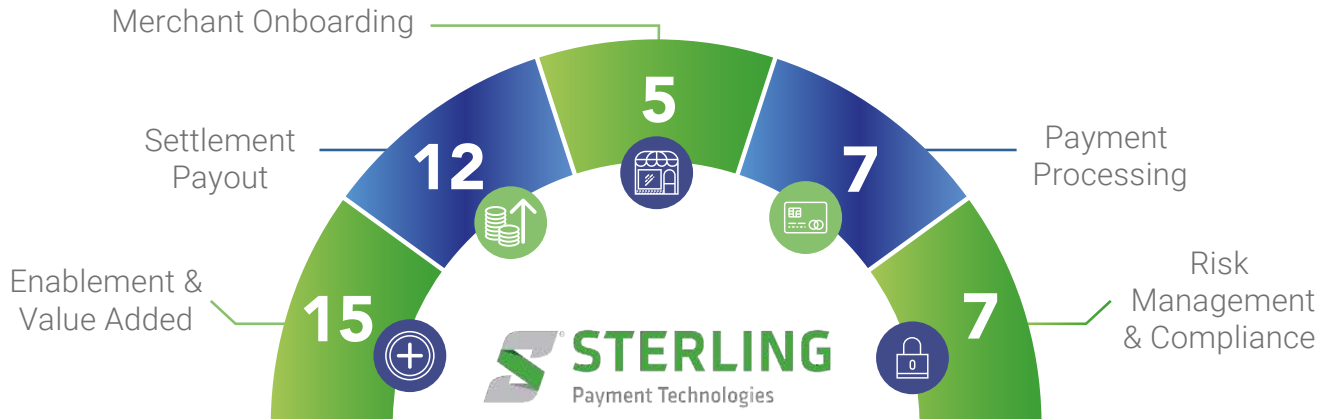 Merchant Onboarding
5
Settlement
Payout
12
7
Payment
Processing
Enablement &
Value Added
15
7
Risk
Management
& Compliance
0
STERLING
®
Payment Technologies